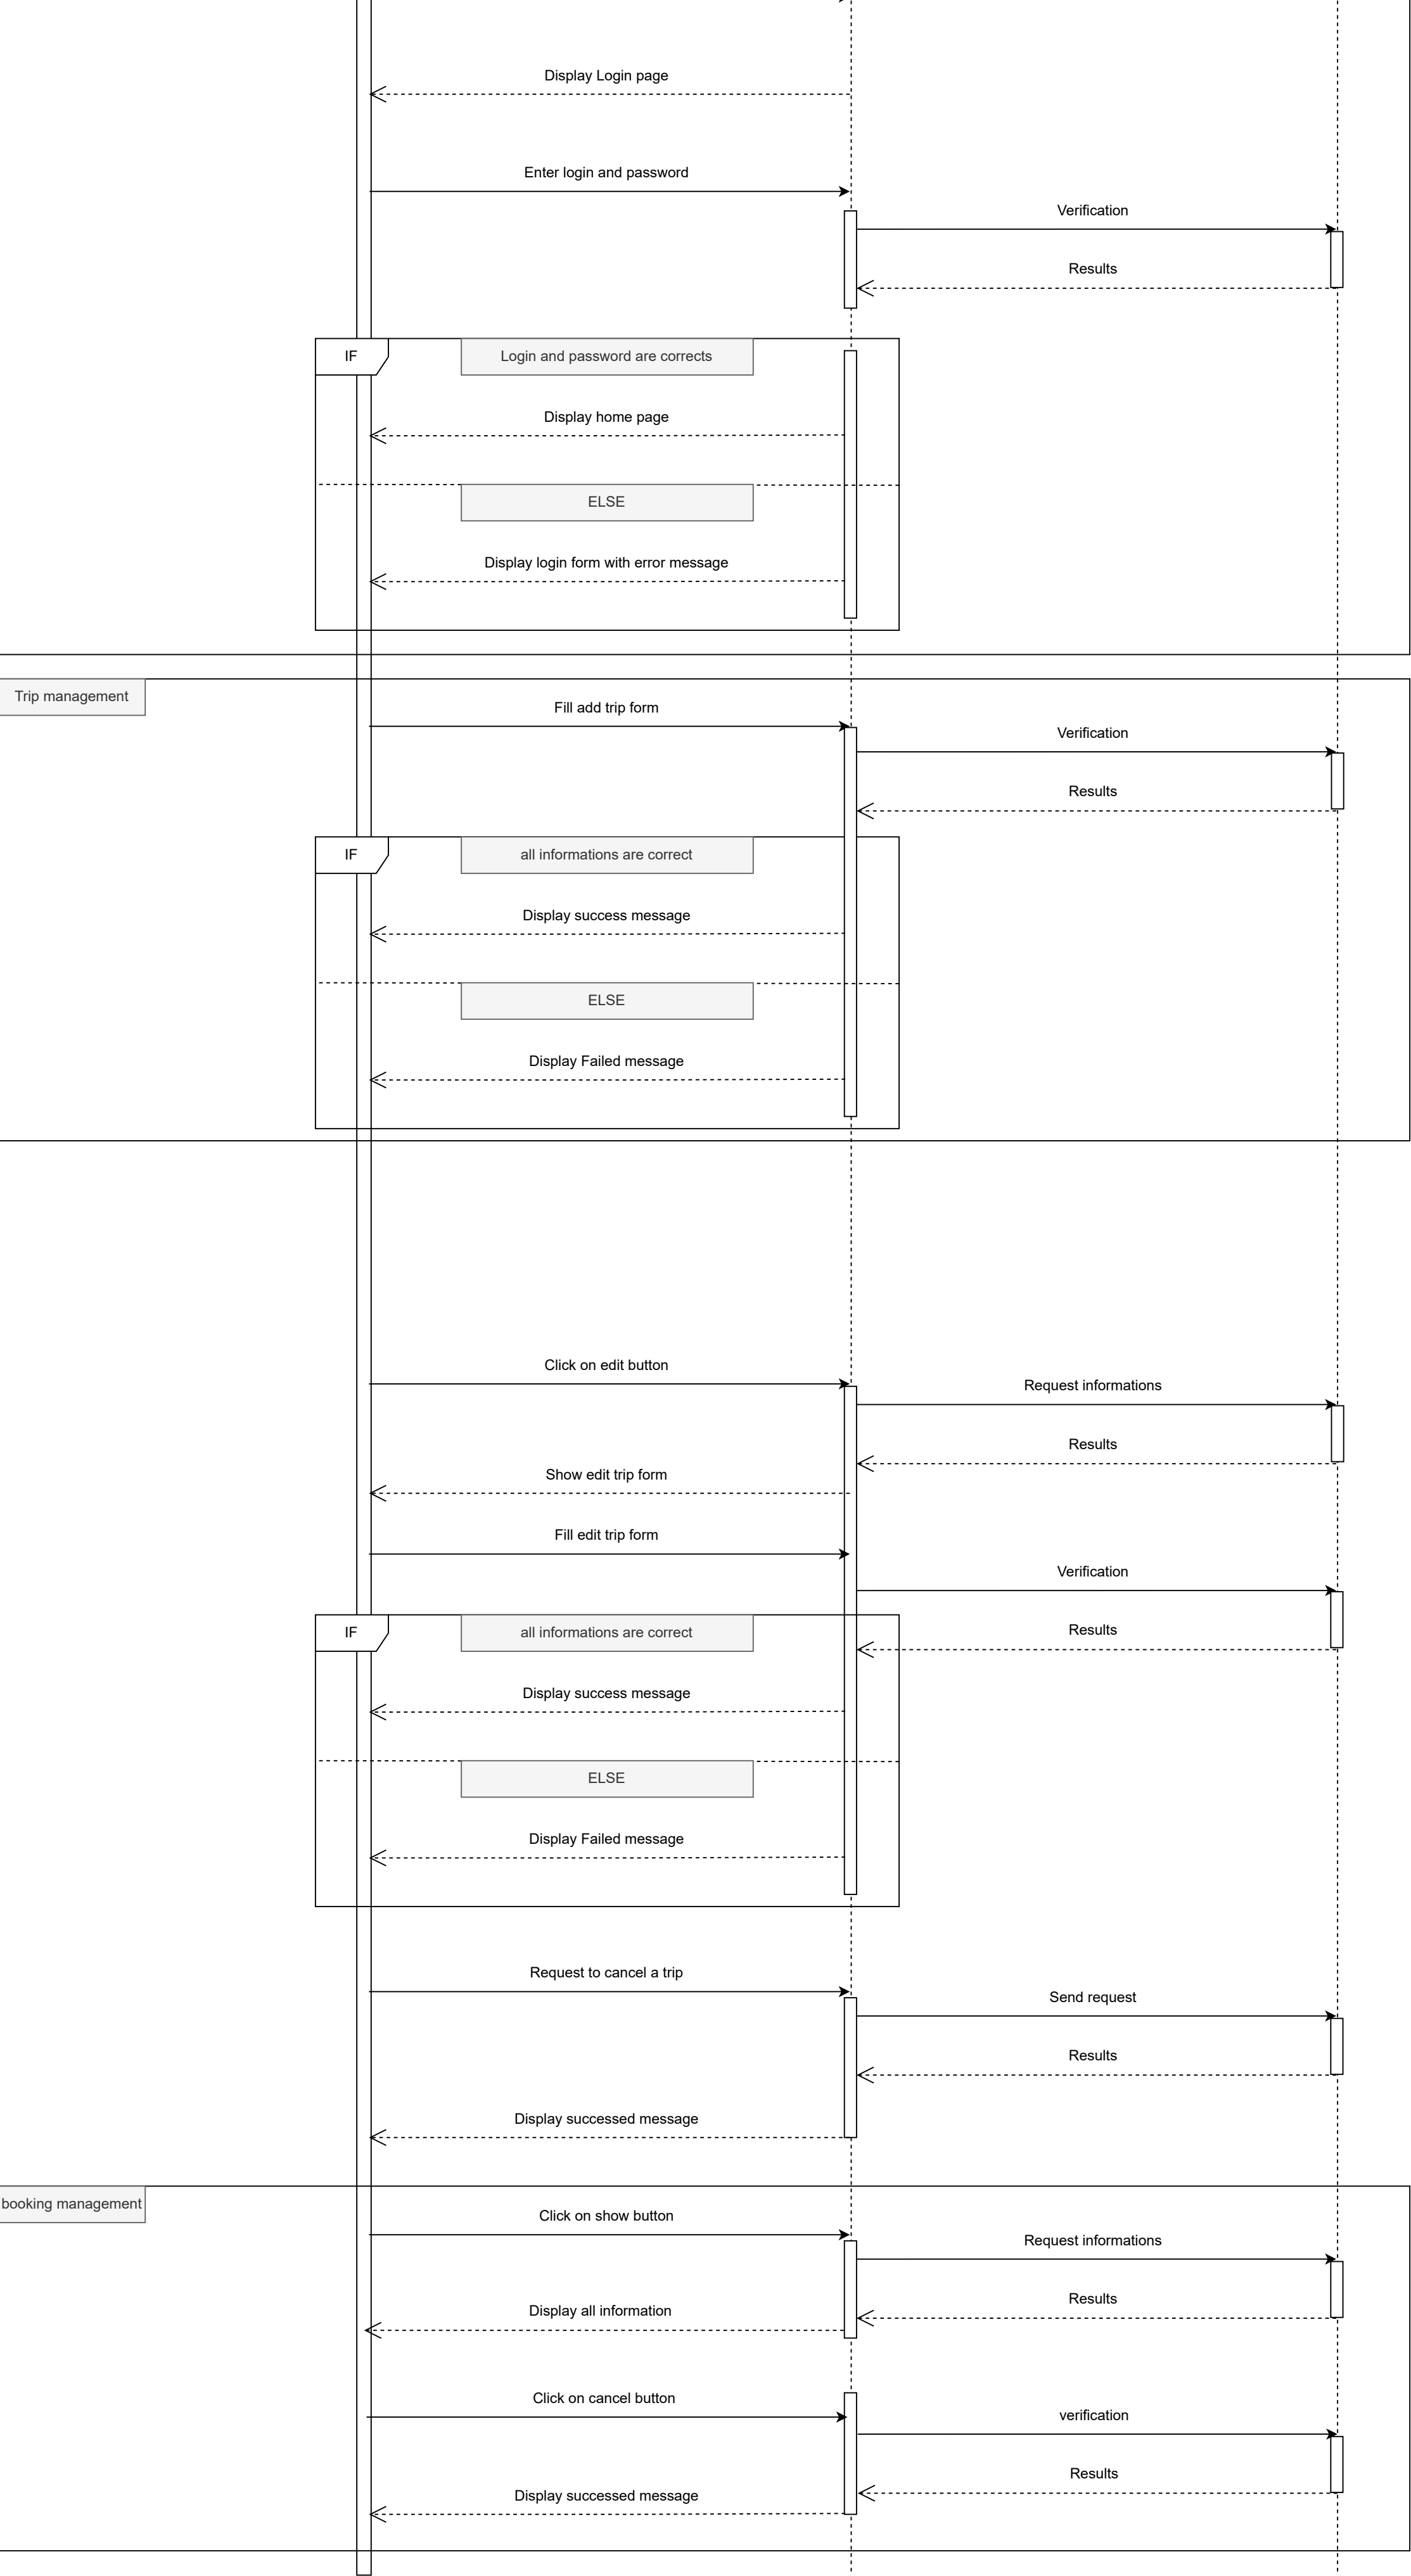 Display Login page
Enter login and password
Verification
Results
IF
Login and password are corrects
Display home page
ELSE
Display login form with error message
Trip management
Fill add trip form
Verification
Results
IF
all informations are correct
Display success message
ELSE
Display Failed message
Click on edit button
Request informations
Results
Show edit trip form
Fill edit trip form
Verification
Results
IF
all informations are correct
Display success message
ELSE
Display Failed message
Request to cancel a trip
Send request
Results
Display successed message
booking management
Click on show button
Request informations
Results
Display all information
Click on cancel button
verification
Results
Display successed message